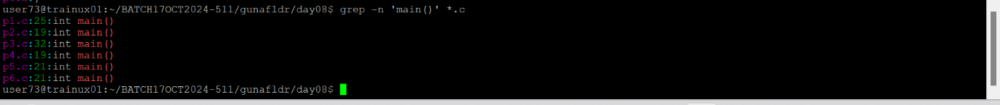 user73@trainux01:~/BATCH17OCT2024-511/gunafldr/day08$ grep -n 'main()' *.c
p1.c:25:int main()
p2.c:19:int main()
p3.c:32:int main()
p4.c:19:int main()
p5.c:21:int main()
p6.c:21:int main()
user73@trainux01:~/BATCH17OCT2024-511/gunafldr/day08$